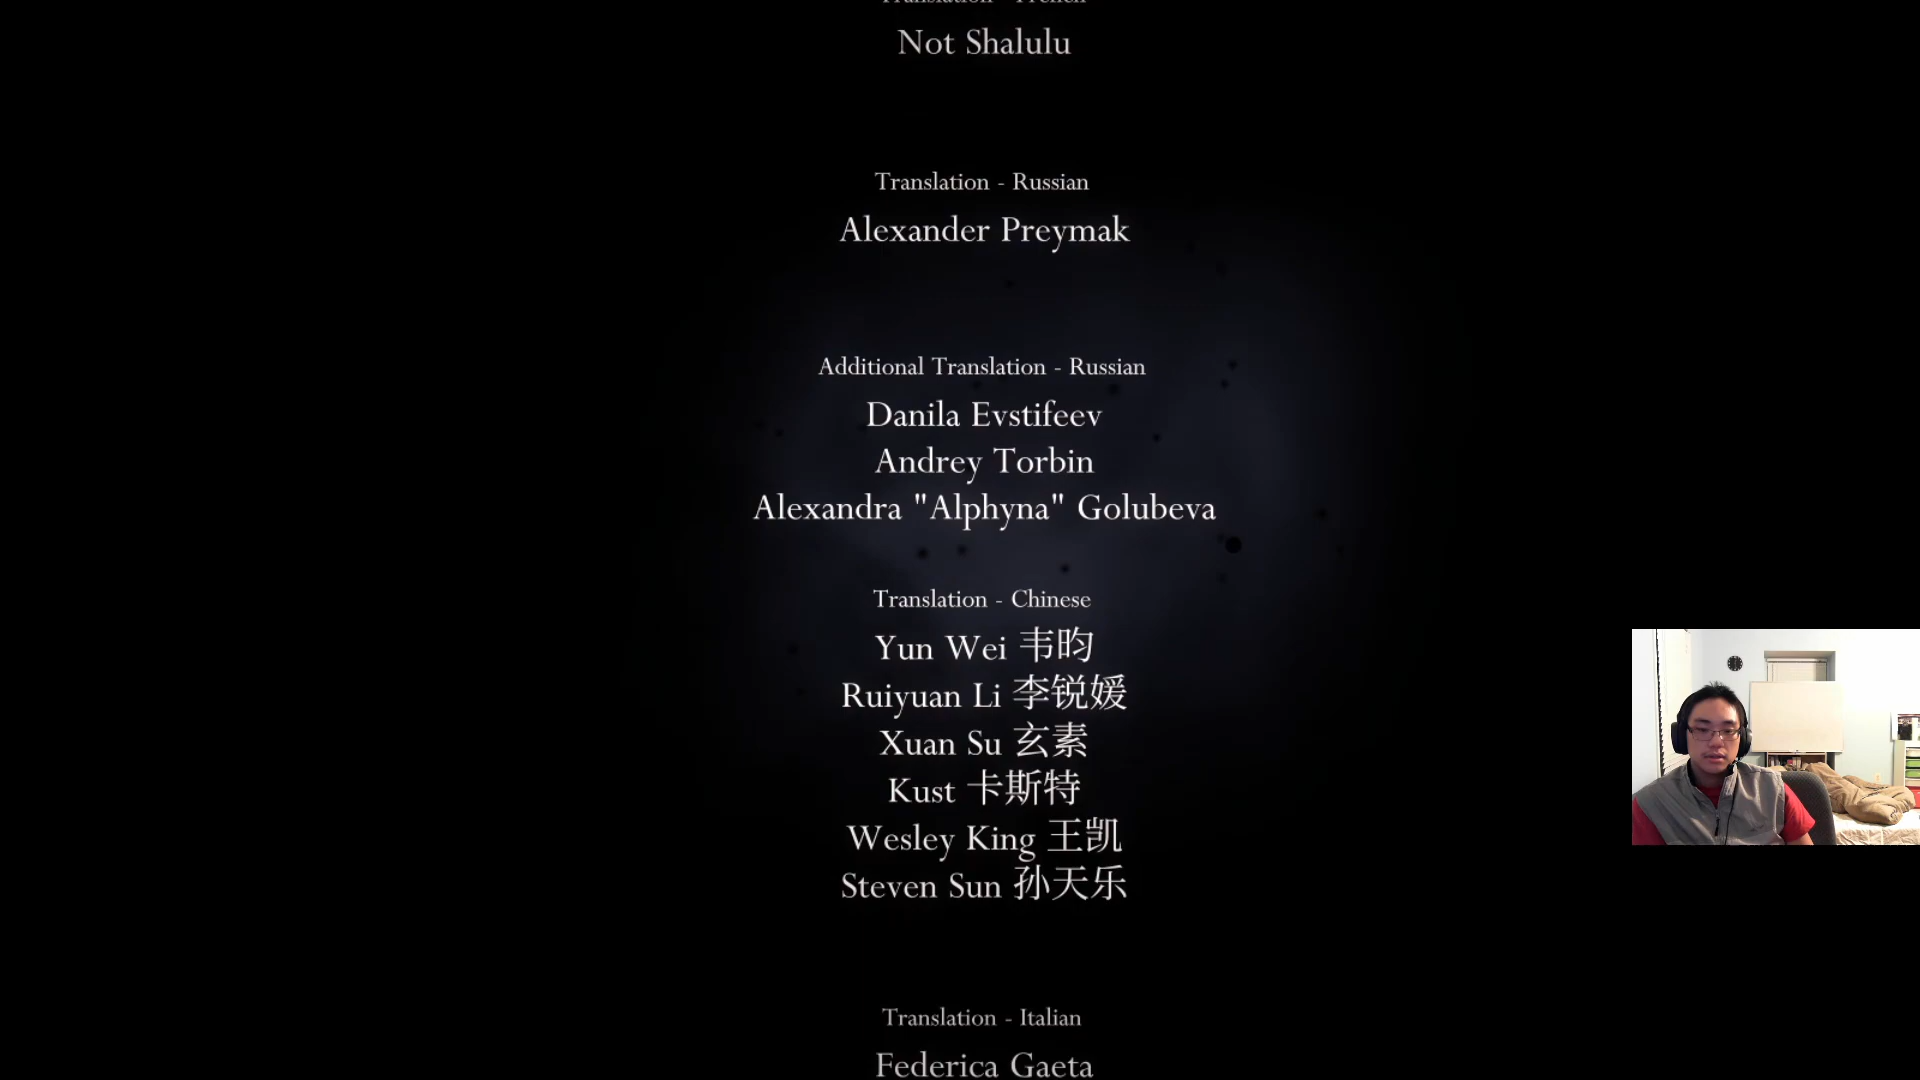 Translation - French
Not Shalulu
Translation - Russian
Alexander Preymak
Additional Translation - Russian
Danila Evstifeev
Andrey Torbin
Alexandra "Alphyna" Golubeva
Translation - Chinese
Yun Wei 韦昀
Ruiyuan Li 李锐媛
Xuan Su 玄素
Kust 卡斯特
Wesley King 王凯
Steven Sun 孙天乐
Translation - Italian
Federica Gaeta